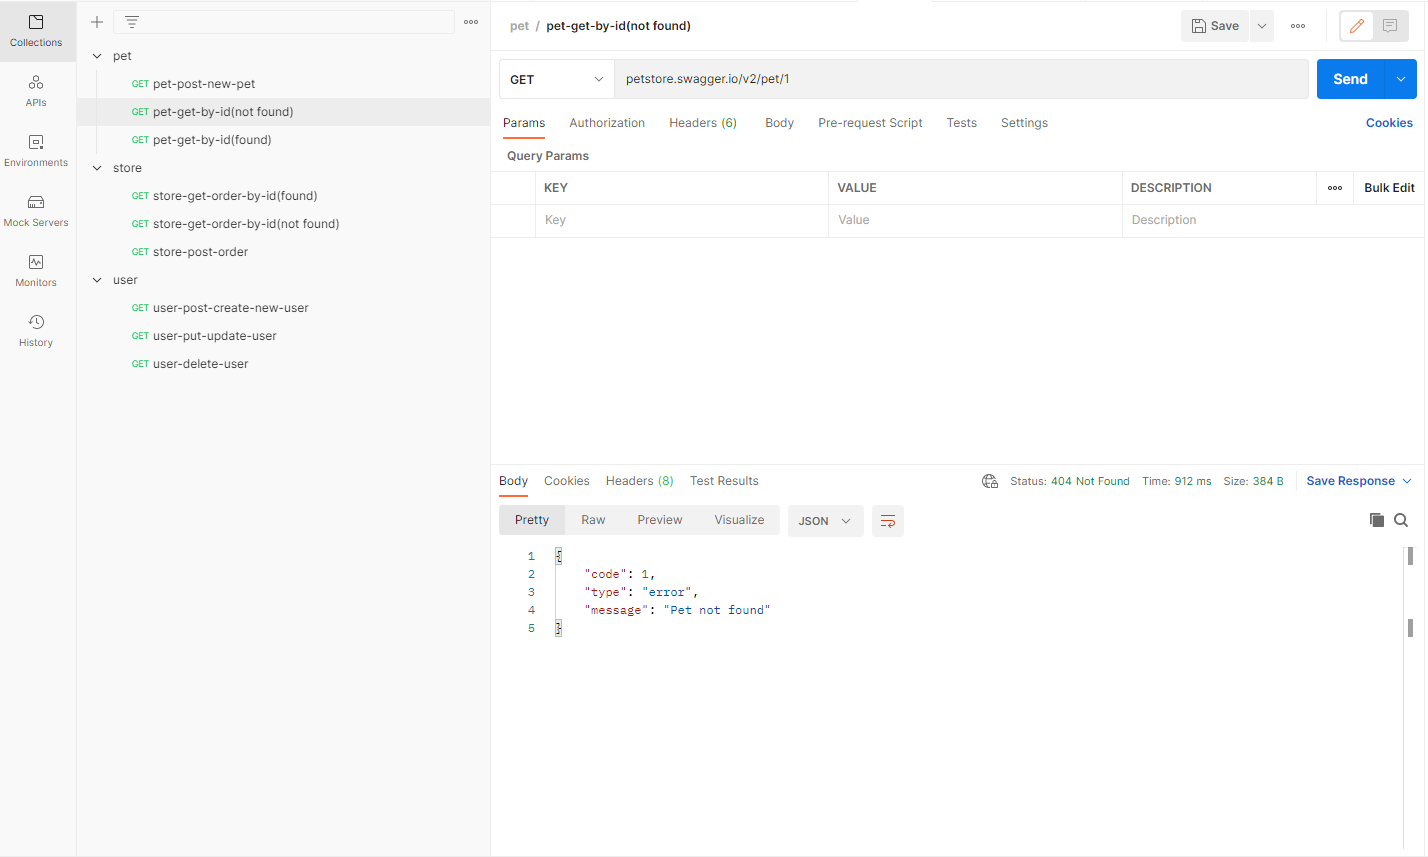 Collections
APIs
Environments
Mock Servers
Monitors
History
pet
GET pet-post-new-pet
GET pet-get-by-id(not found)
GET pet-get-by-id(found)
store
GET store-get-order-by-id(found)
GET store-get-order-by-id(not found)
GET store-post-order
user
GET user-post-create-new-user
GET user-put-update-user
GET user-delete-user
pet / pet-get-by-id(not found)
Save
GET petstore.swagger.io/v2/pet/1 Send
Params Authorization Headers (6) Body Pre-request Script Tests Settings Cookies
Query Params
KEY VALUE DESCRIPTION Bulk Edit
Key Value Description
Body Cookies Headers (8) Test Results Status: 404 Not Found Time: 912 ms Size: 384 B Save Response
Pretty Raw Preview Visualize JSON
1 {
2 "code": 1,
3 "type": "error",
4 "message": "Pet not found"
5 }